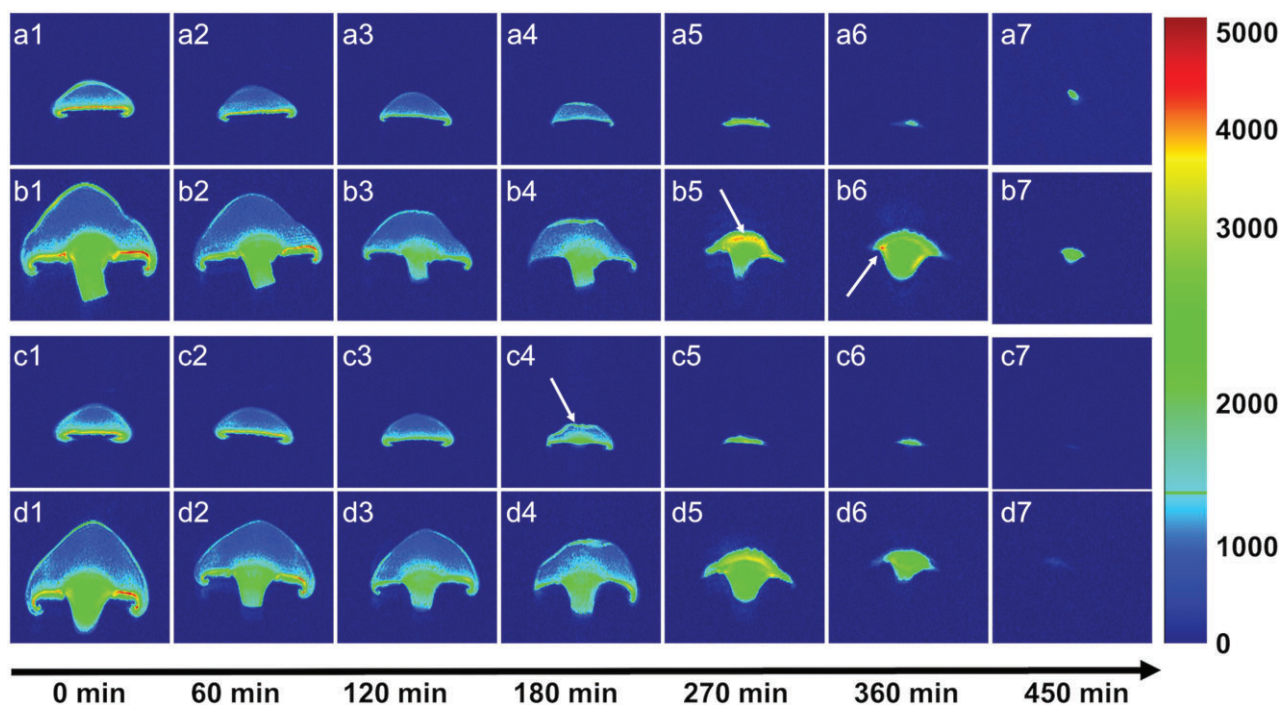 a1 a2 a3 a4 a5 a6 a7
b1 b2 b3 b4 b5 b6 b7
c1 c2 c3 c4 c5 c6 c7
d1 d2 d3 d4 d5 d6 d7
0 min 60 min 120 min 180 min 270 min 360 min 450 min
5000
4000
3000
2000
1000
0